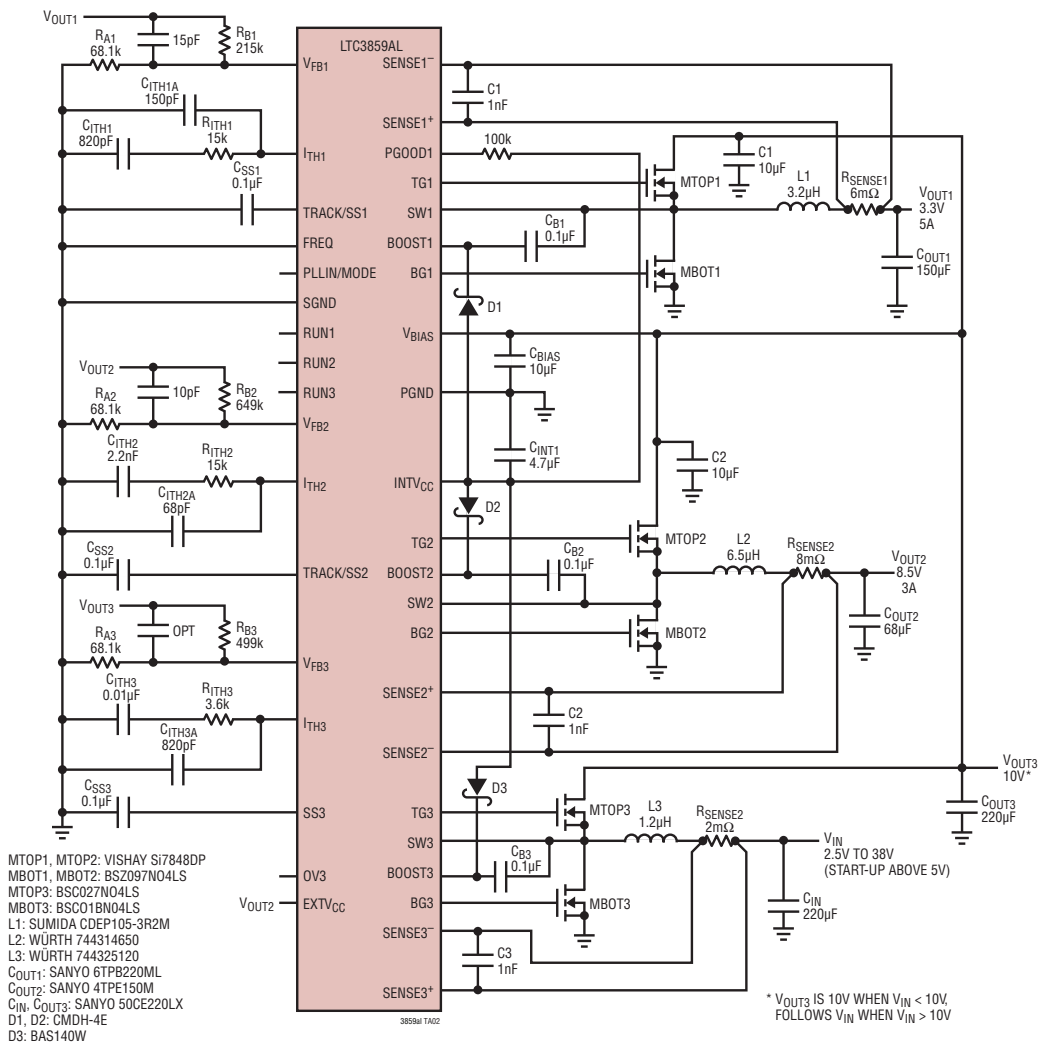 VOUT1
RA1
68.1k
15pF
RB1
215k
CITH1A
150pF
CITH1
820pF
RITH1
15k
CSS1
0.1µF
VOUT2
RA2
68.1k
10pF
RB2
649k
CITH2
2.2nF
RITH2
15k
CITH2A
68pF
CSS2
0.1µF
VOUT3
RA3
68.1k
OPT
RB3
499k
CITH3
0.01µF
RITH3
3.6k
CITH3A
820pF
CSS3
0.1µF
VOUT2
LTC3859AL
VFB1
ITH1
TRACK/SS1
FREQ
PLLIN/MODE
SGND
RUN1
RUN2
RUN3
VFB2
ITH2
TRACK/SS2
VFB3
ITH3
SS3
OV3
EXTVCC
SENSE1–
SENSE1+
PGOOD1
TG1
SW1
BOOST1
BG1
VBIAS
PGND
INTVCC
TG2
BOOST2
SW2
BG2
SENSE2+
SENSE2–
TG3
SW3
BOOST3
BG3
SENSE3–
SENSE3+
C1
1nF
100k
MTOP1
C1
10µF
L1
3.2µH
RSENSE1
6mΩ
VOUT1
3.3V
5A
COUT1
150µF
CB1
0.1µF
MBOT1
D1
CBIAS
10µF
CINT1
4.7µF
D2
C2
10µF
MTOP2
L2
6.5µH
RSENSE2
8mΩ
VOUT2
8.5V
3A
COUT2
68µF
CB2
0.1µF
MBOT2
C2
1nF
D3
VOUT3
10V*
COUT3
220µF
MTOP3
L3
1.2µH
RSENSE2
2mΩ
VIN
2.5V TO 38V
(START-UP ABOVE 5V)
CIN
220µF
CB3
0.1µF
MBOT3
C3
1nF
MTOP1, MTOP2: VISHAY Si7848DP
MBOT1, MBOT2: BSZ097NO4LS
MTOP3: BSC027NO4LS
MBOT3: BSCO1BN04LS
L1: SUMIDA CDEP105-3R2M
L2: WÜRTH 744314650
L3: WÜRTH 744325120
COUT1: SANYO 6TPB220ML
COUT2: SANYO 4TPE150M
CIN, COUT3: SANYO 50CE220LX
D1, D2: CMDH-4E
D3: BAS140W
3859al TA02
* VOUT3 IS 10V WHEN VIN < 10V,
FOLLOWS VIN WHEN VIN > 10V